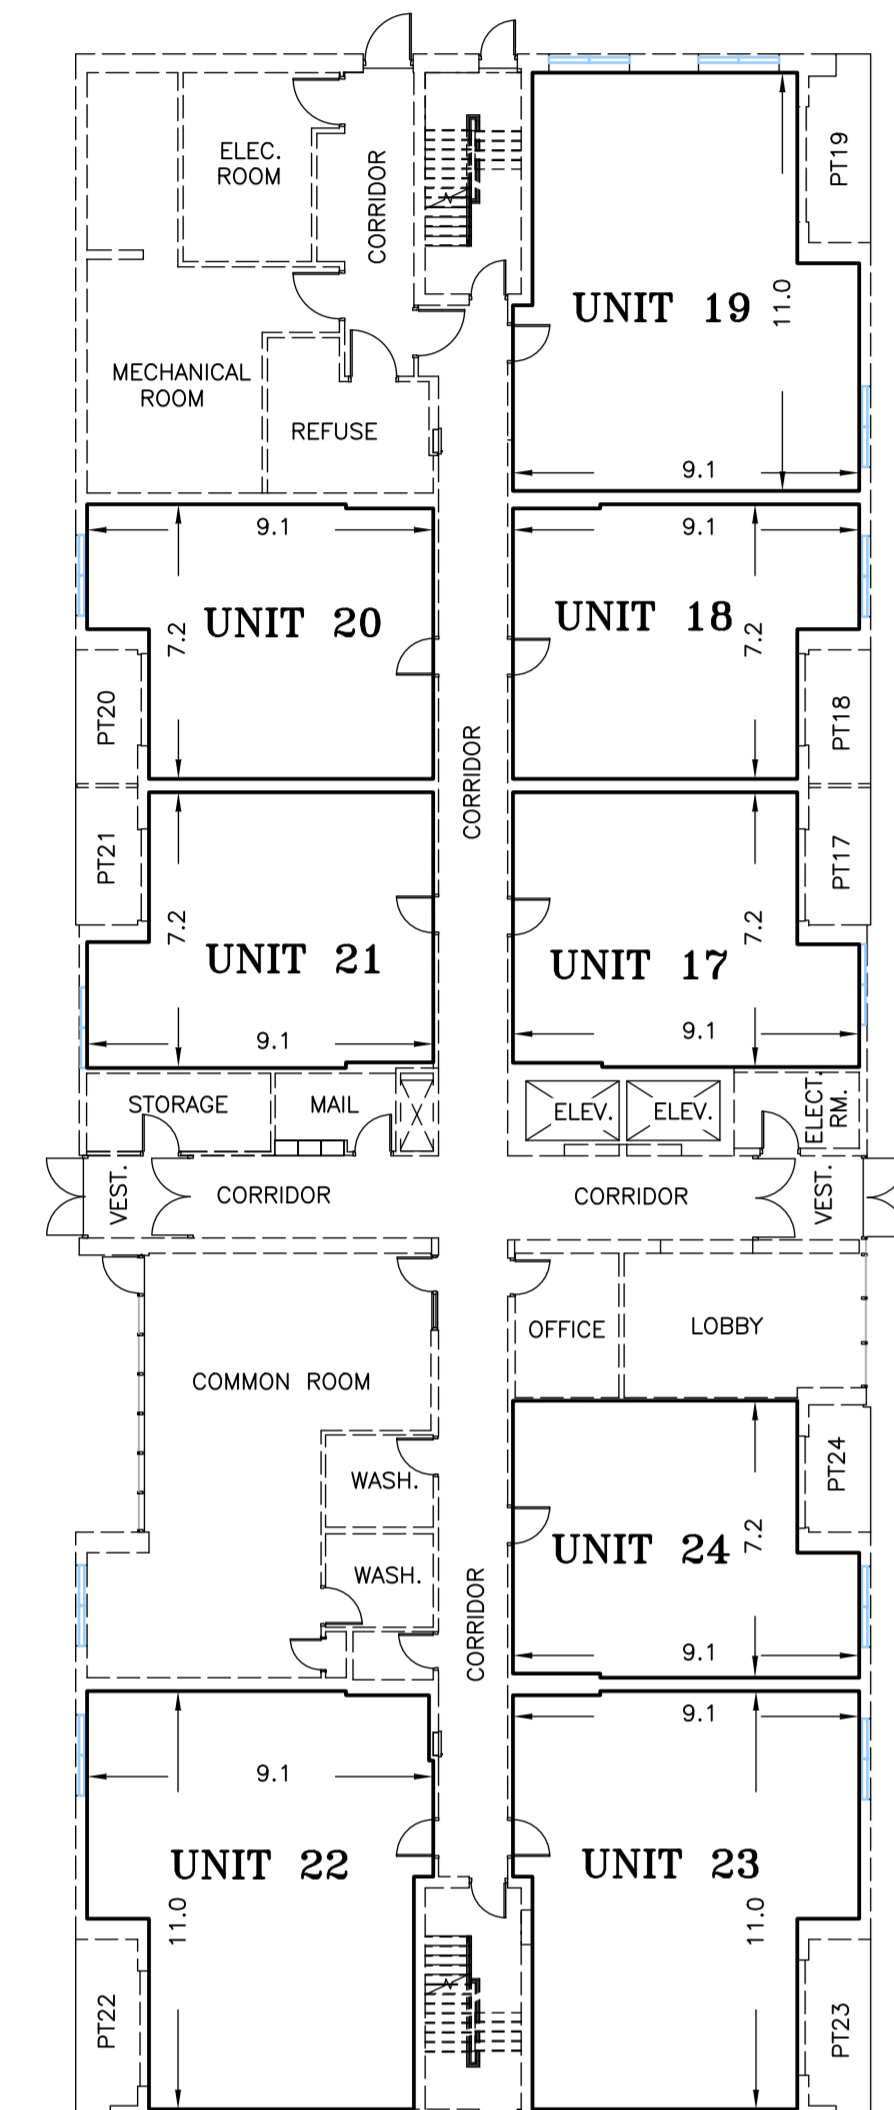 ELEC.
ROOM
CORRIDOR
PT19
UNIT 19
11.0
MECHANICAL
ROOM
REFUSE
9.1
9.1
9.1
UNIT 20
7.2
UNIT 18
7.2
PT20
PT18
CORRIDOR
PT21
PT17
7.2
UNIT 21
9.1
7.2
UNIT 17
9.1
STORAGE
MAIL
ELEV.
ELEV.
ELECT.
RM.
VEST.
CORRIDOR
CORRIDOR
VEST.
OFFICE
LOBBY
COMMON ROOM
WASH.
PT24
UNIT 24
7.2
WASH.
CORRIDOR
9.1
9.1
9.1
UNIT 22
11.0
UNIT 23
11.0
PT22
PT23